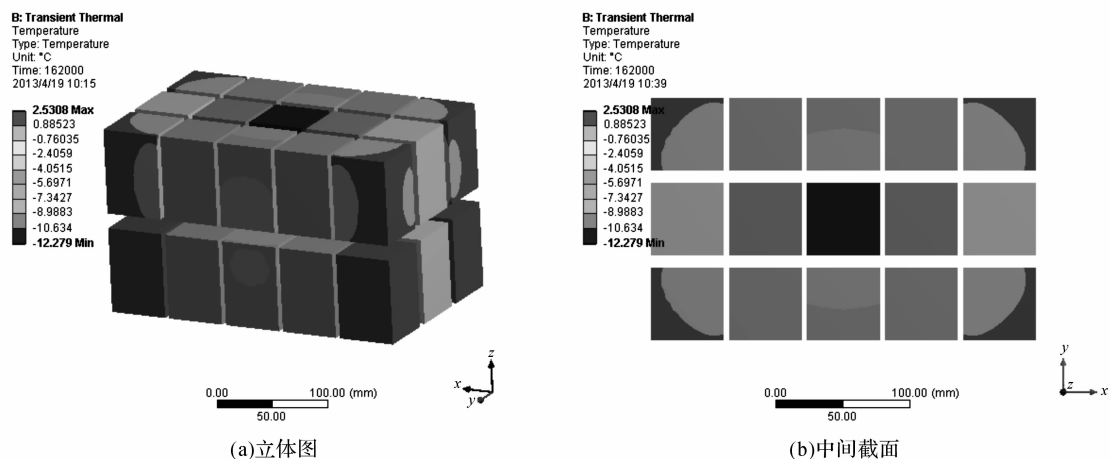 B: Transient Thermal
Temperature
Type: Temperature
Unit: °C
Time: 162000
2013/4/19 10:15
2.5308 Max
0.88523
-0.76035
-2.4059
-4.0515
-5.6971
-7.3427
-8.9883
-10.634
-12.279 Min
0.00
100.00 (mm)
50.00
z
x
y
(a)立体图
B: Transient Thermal
Temperature
Type: Temperature
Unit: °C
Time: 162000
2013/4/19 10:39
2.5308 Max
0.88523
-0.76035
-2.4059
-4.0515
-5.6971
-7.3427
-8.9883
-10.634
-12.279 Min
0.00
100.00 (mm)
50.00
y
z
x
(b)中间截面